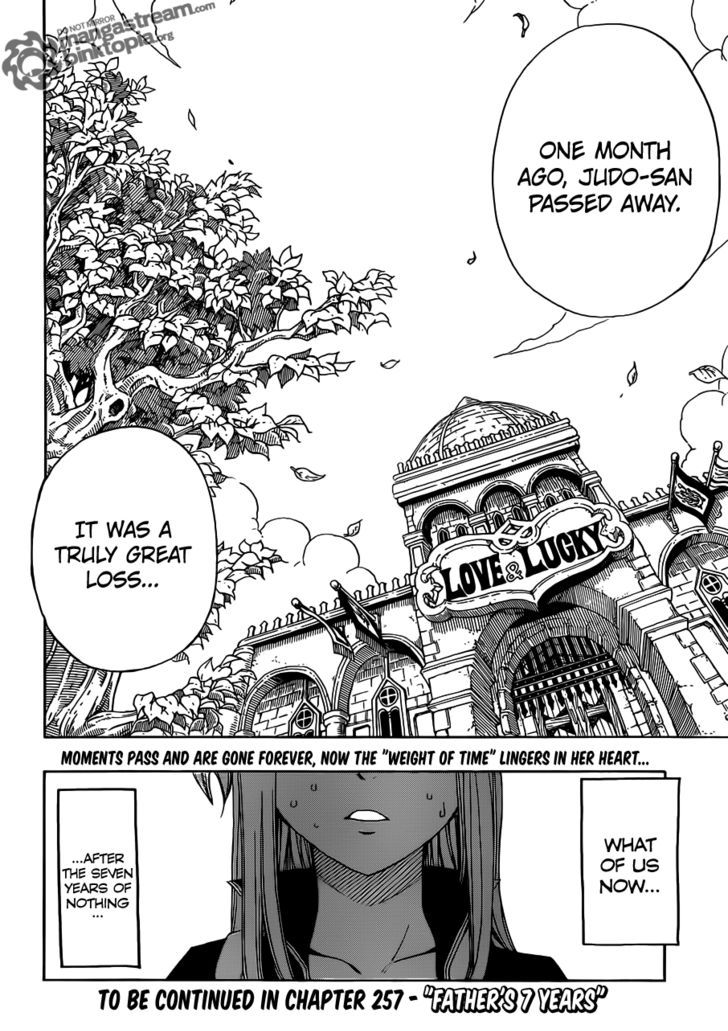 DO NOT MIRROR
mangastream.com
pinktopia.org
ONE MONTH
AGO, JUDO-SAN
PASSED AWAY.
IT WAS A
TRULY GREAT
LOSS...
LOVE & LUCKY
MOMENTS PASS AND ARE GONE FOREVER, NOW THE "WEIGHT OF TIME" LINGERS IN HER HEART...
WHAT
OF US
NOW...
...AFTER
THE SEVEN
YEARS OF
NOTHING
...
TO BE CONTINUED IN CHAPTER 257 - "FATHER'S 7 YEARS"